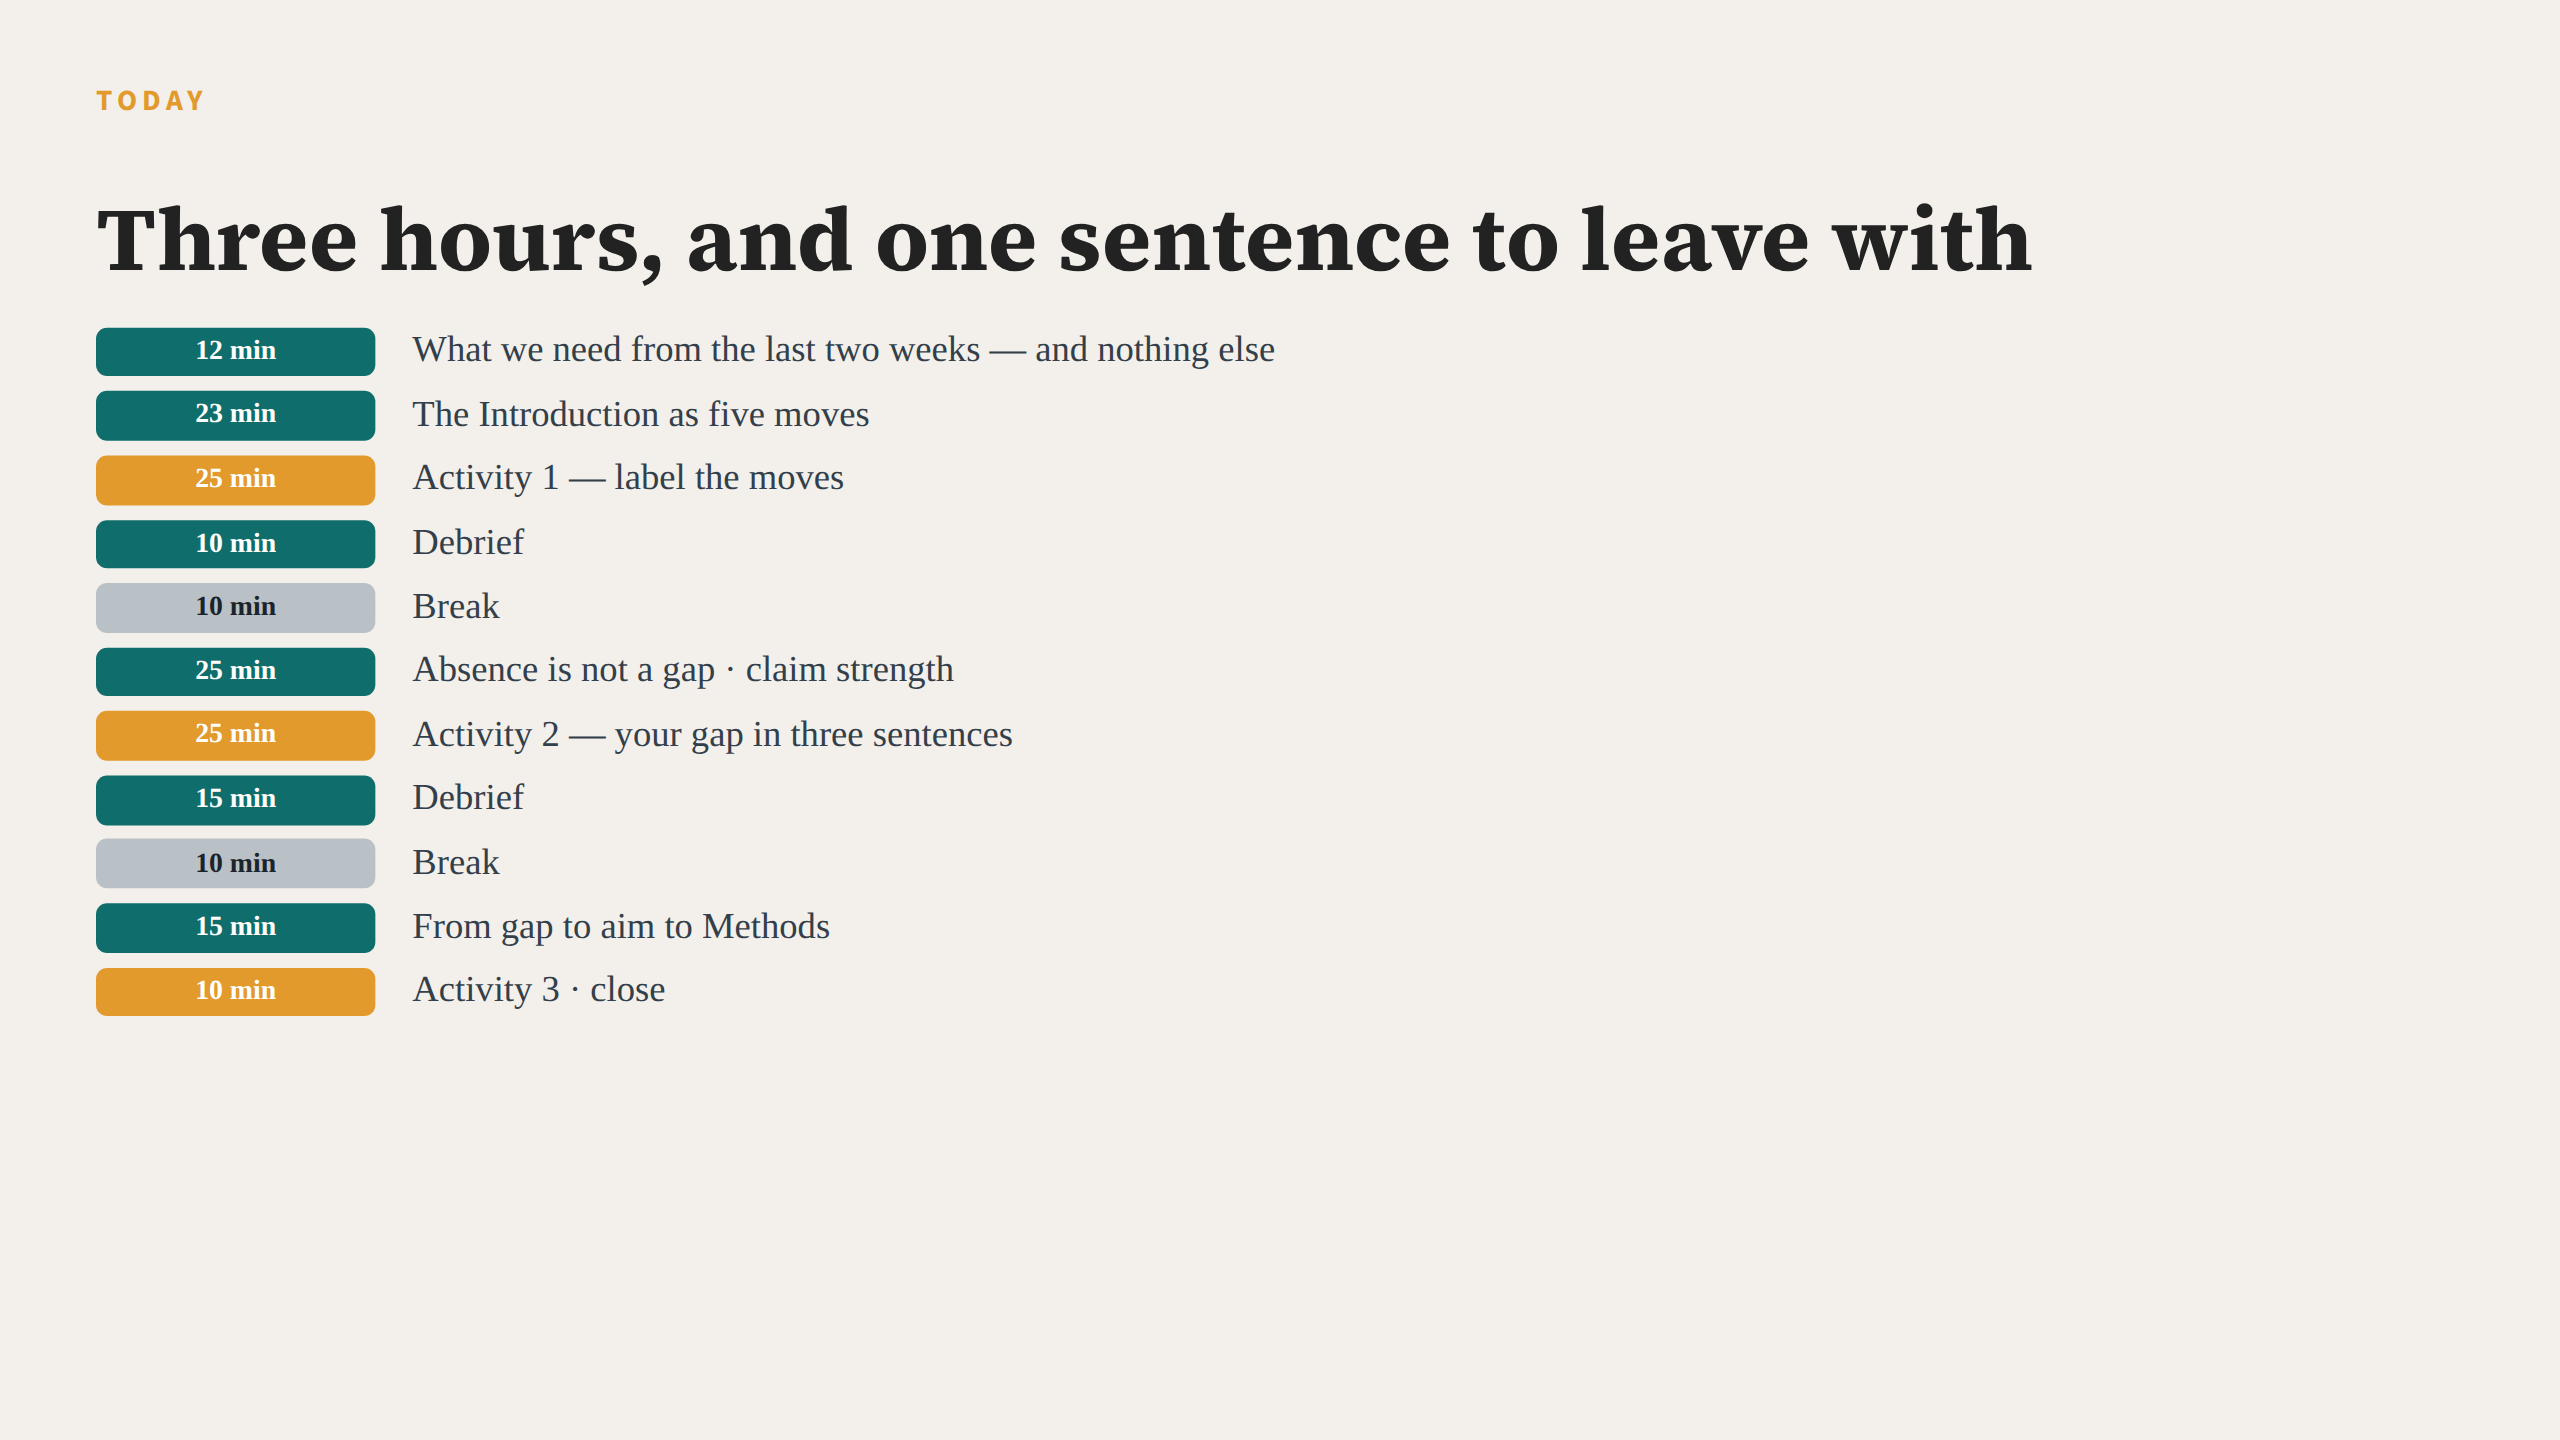 TODAY
Three hours, and one sentence to leave with
12 min What we need from the last two weeks — and nothing else
23 min The Introduction as five moves
25 min Activity 1 — label the moves
10 min Debrief
10 min Break
25 min Absence is not a gap · claim strength
25 min Activity 2 — your gap in three sentences
15 min Debrief
10 min Break
15 min From gap to aim to Methods
10 min Activity 3 · close